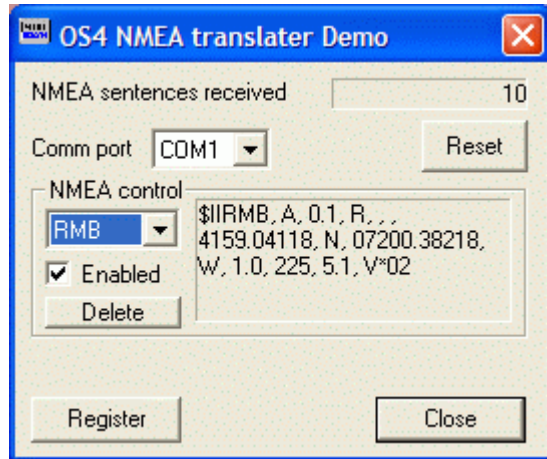 OS4 NMEA translater Demo
NMEA sentences received 10
Comm port COM1 Reset
NMEA control
RMB
Enabled
Delete
$IIRMB, A, 0.1, R, , ,
4159.04118, N, 07200.38218,
W, 1.0, 225, 5.1, V*02
Register Close